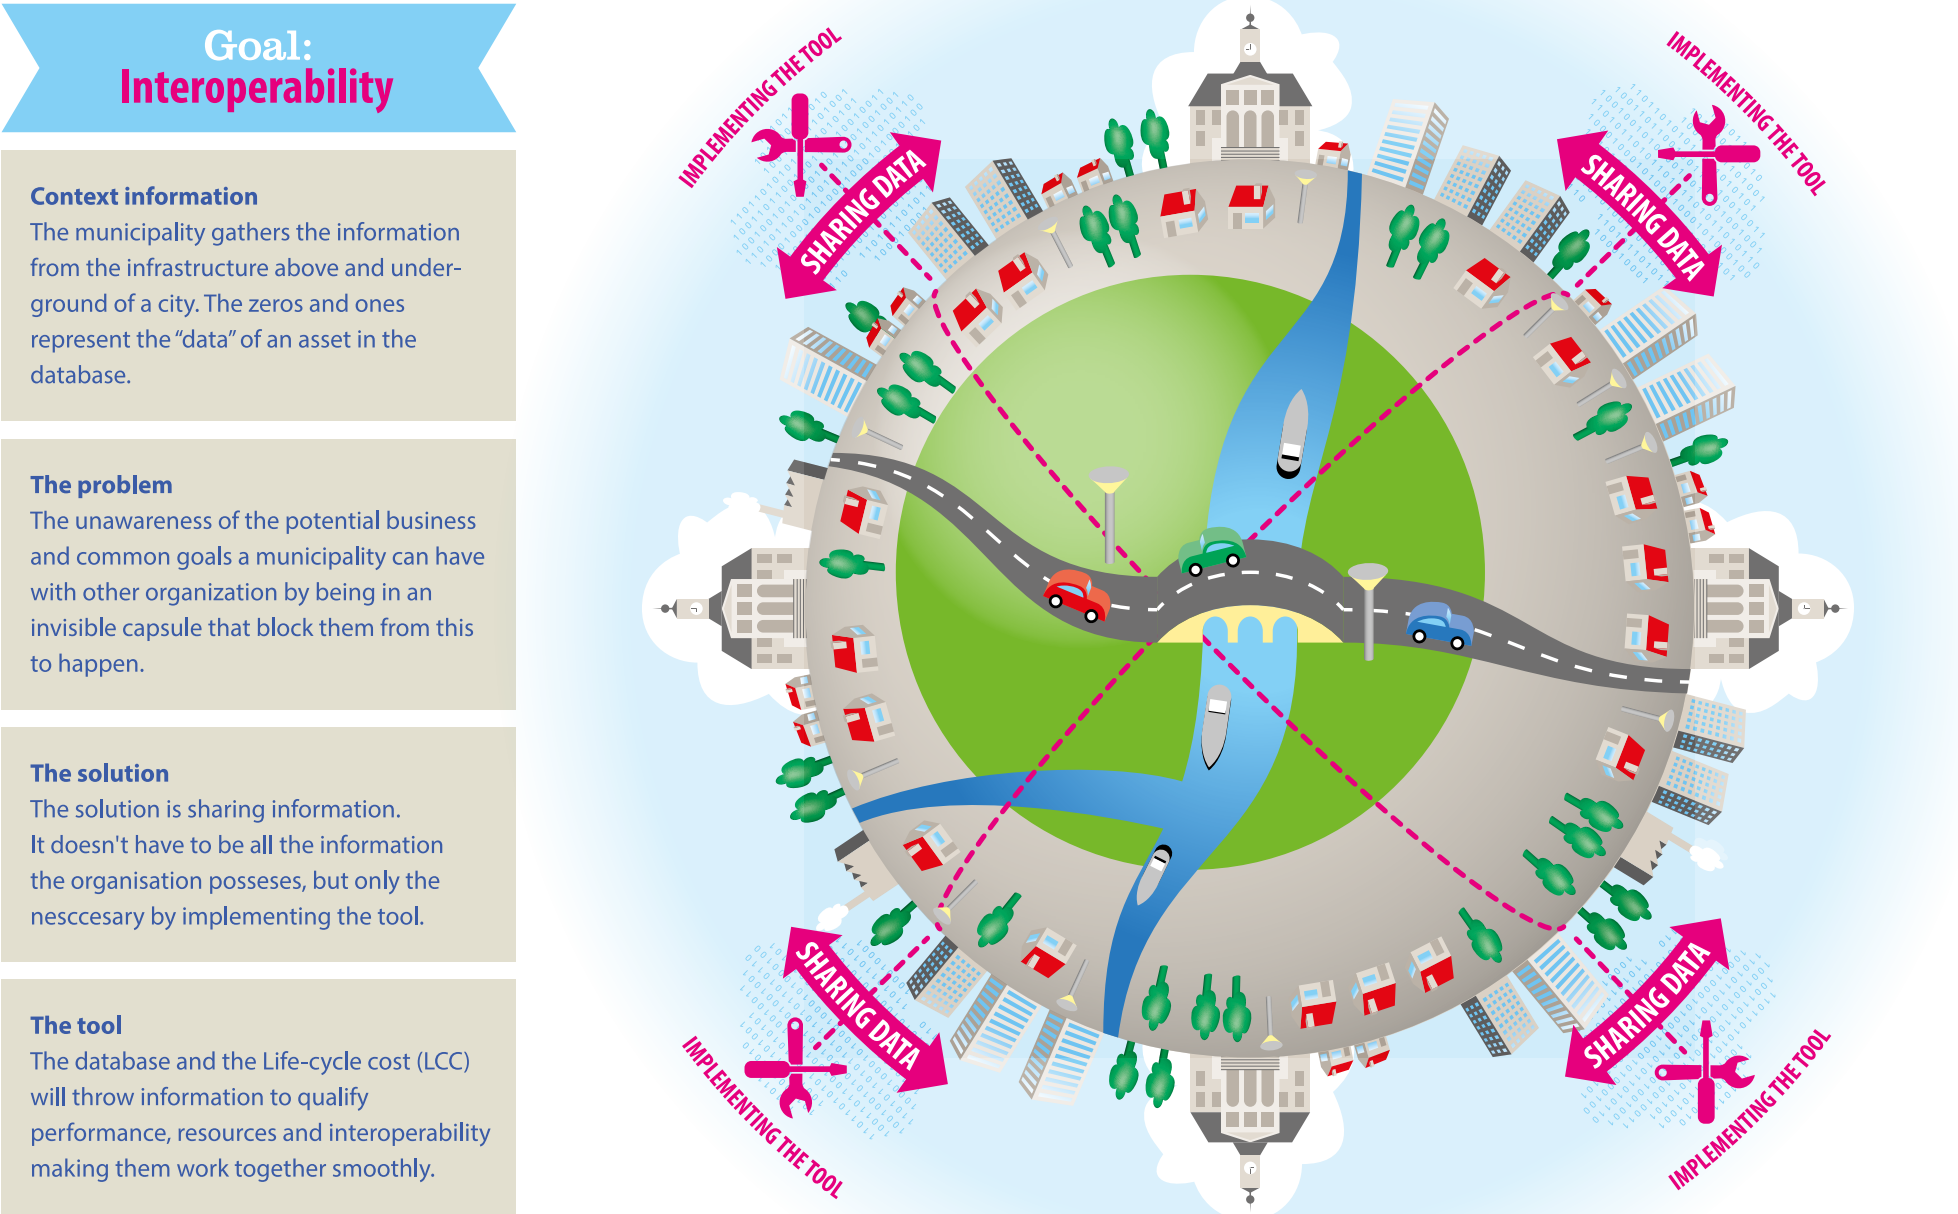 Goal:
Interoperability
Context information
The municipality gathers the information
from the infrastructure above and under-
ground of a city. The zeros and ones
represent the “data” of an asset in the
database.
The problem
The unawareness of the potential business
and common goals a municipality can have
with other organization by being in an
invisible capsule that block them from this
to happen.
The solution
The solution is sharing information.
It doesn't have to be all the information
the organisation posseses, but only the
nesccesary by implementing the tool.
The tool
The database and the Life-cycle cost (LCC)
will throw information to qualify
performance, resources and interoperability
making them work together smoothly.
IMPLEMENTING THE TOOL
SHARING DATA
IMPLEMENTING THE TOOL
SHARING DATA
SHARING DATA
IMPLEMENTING THE TOOL
SHARING DATA
IMPLEMENTING THE TOOL